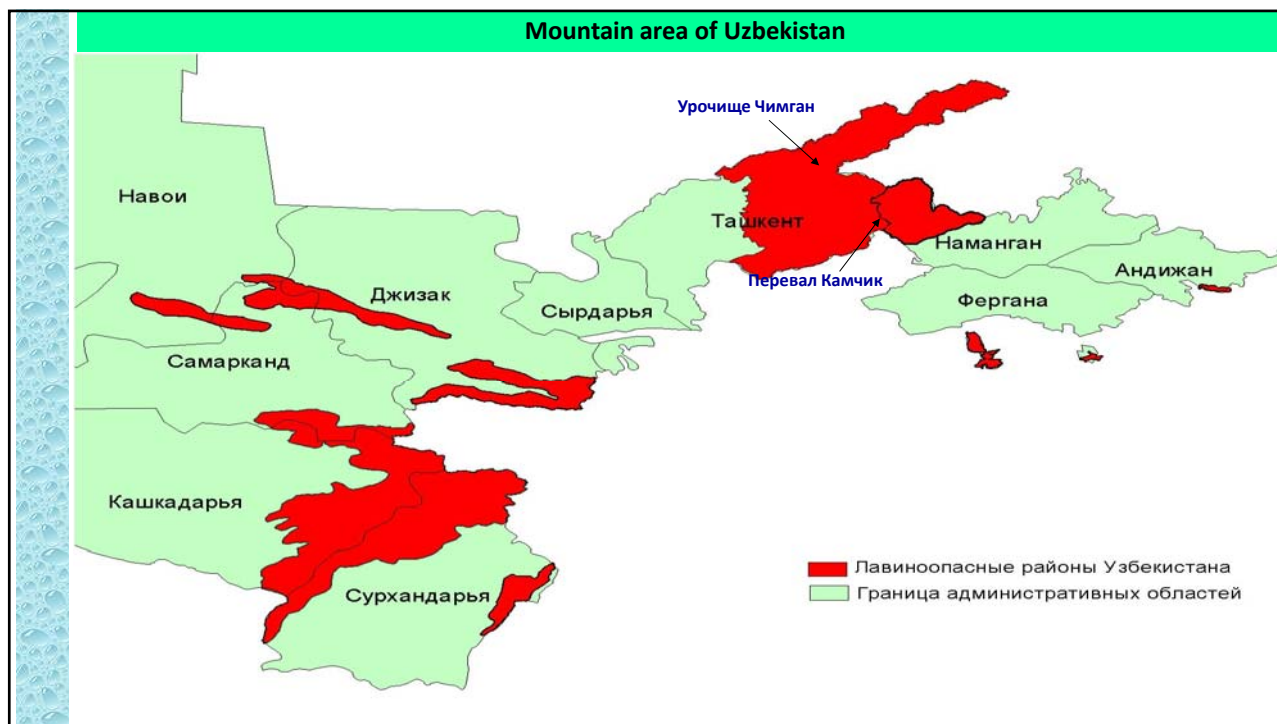 Mountain area of Uzbekistan
Урочище Чимган
Навои
Ташкент
Наманган
Андижан
Перевал Камчик
Джизак
Фергана
Сырдарья
Самарканд
Кашкадарья
Лавиноопасные районы Узбекистана
Граница административных областей
Сурхандарья